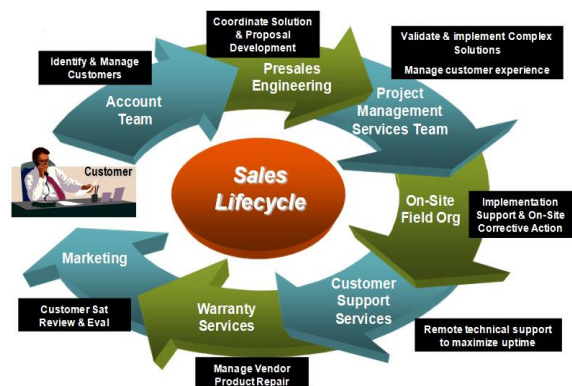 Coordinate Solution
& Proposal
Development
Validate & implement Complex
Solutions
Manage customer experience
Identify & Manage
Customers
Presales
Engineering
Account
Team
Project
Management
Services Team
Customer
Sales
Lifecycle
On-Site
Field Org
Implementation
Support & On-Site
Corrective Action
Marketing
Customer
Support
Services
Warranty
Services
Customer Sat
Review & Eval
Remote technical support
to maximize uptime
Manage Vendor
Product Repair